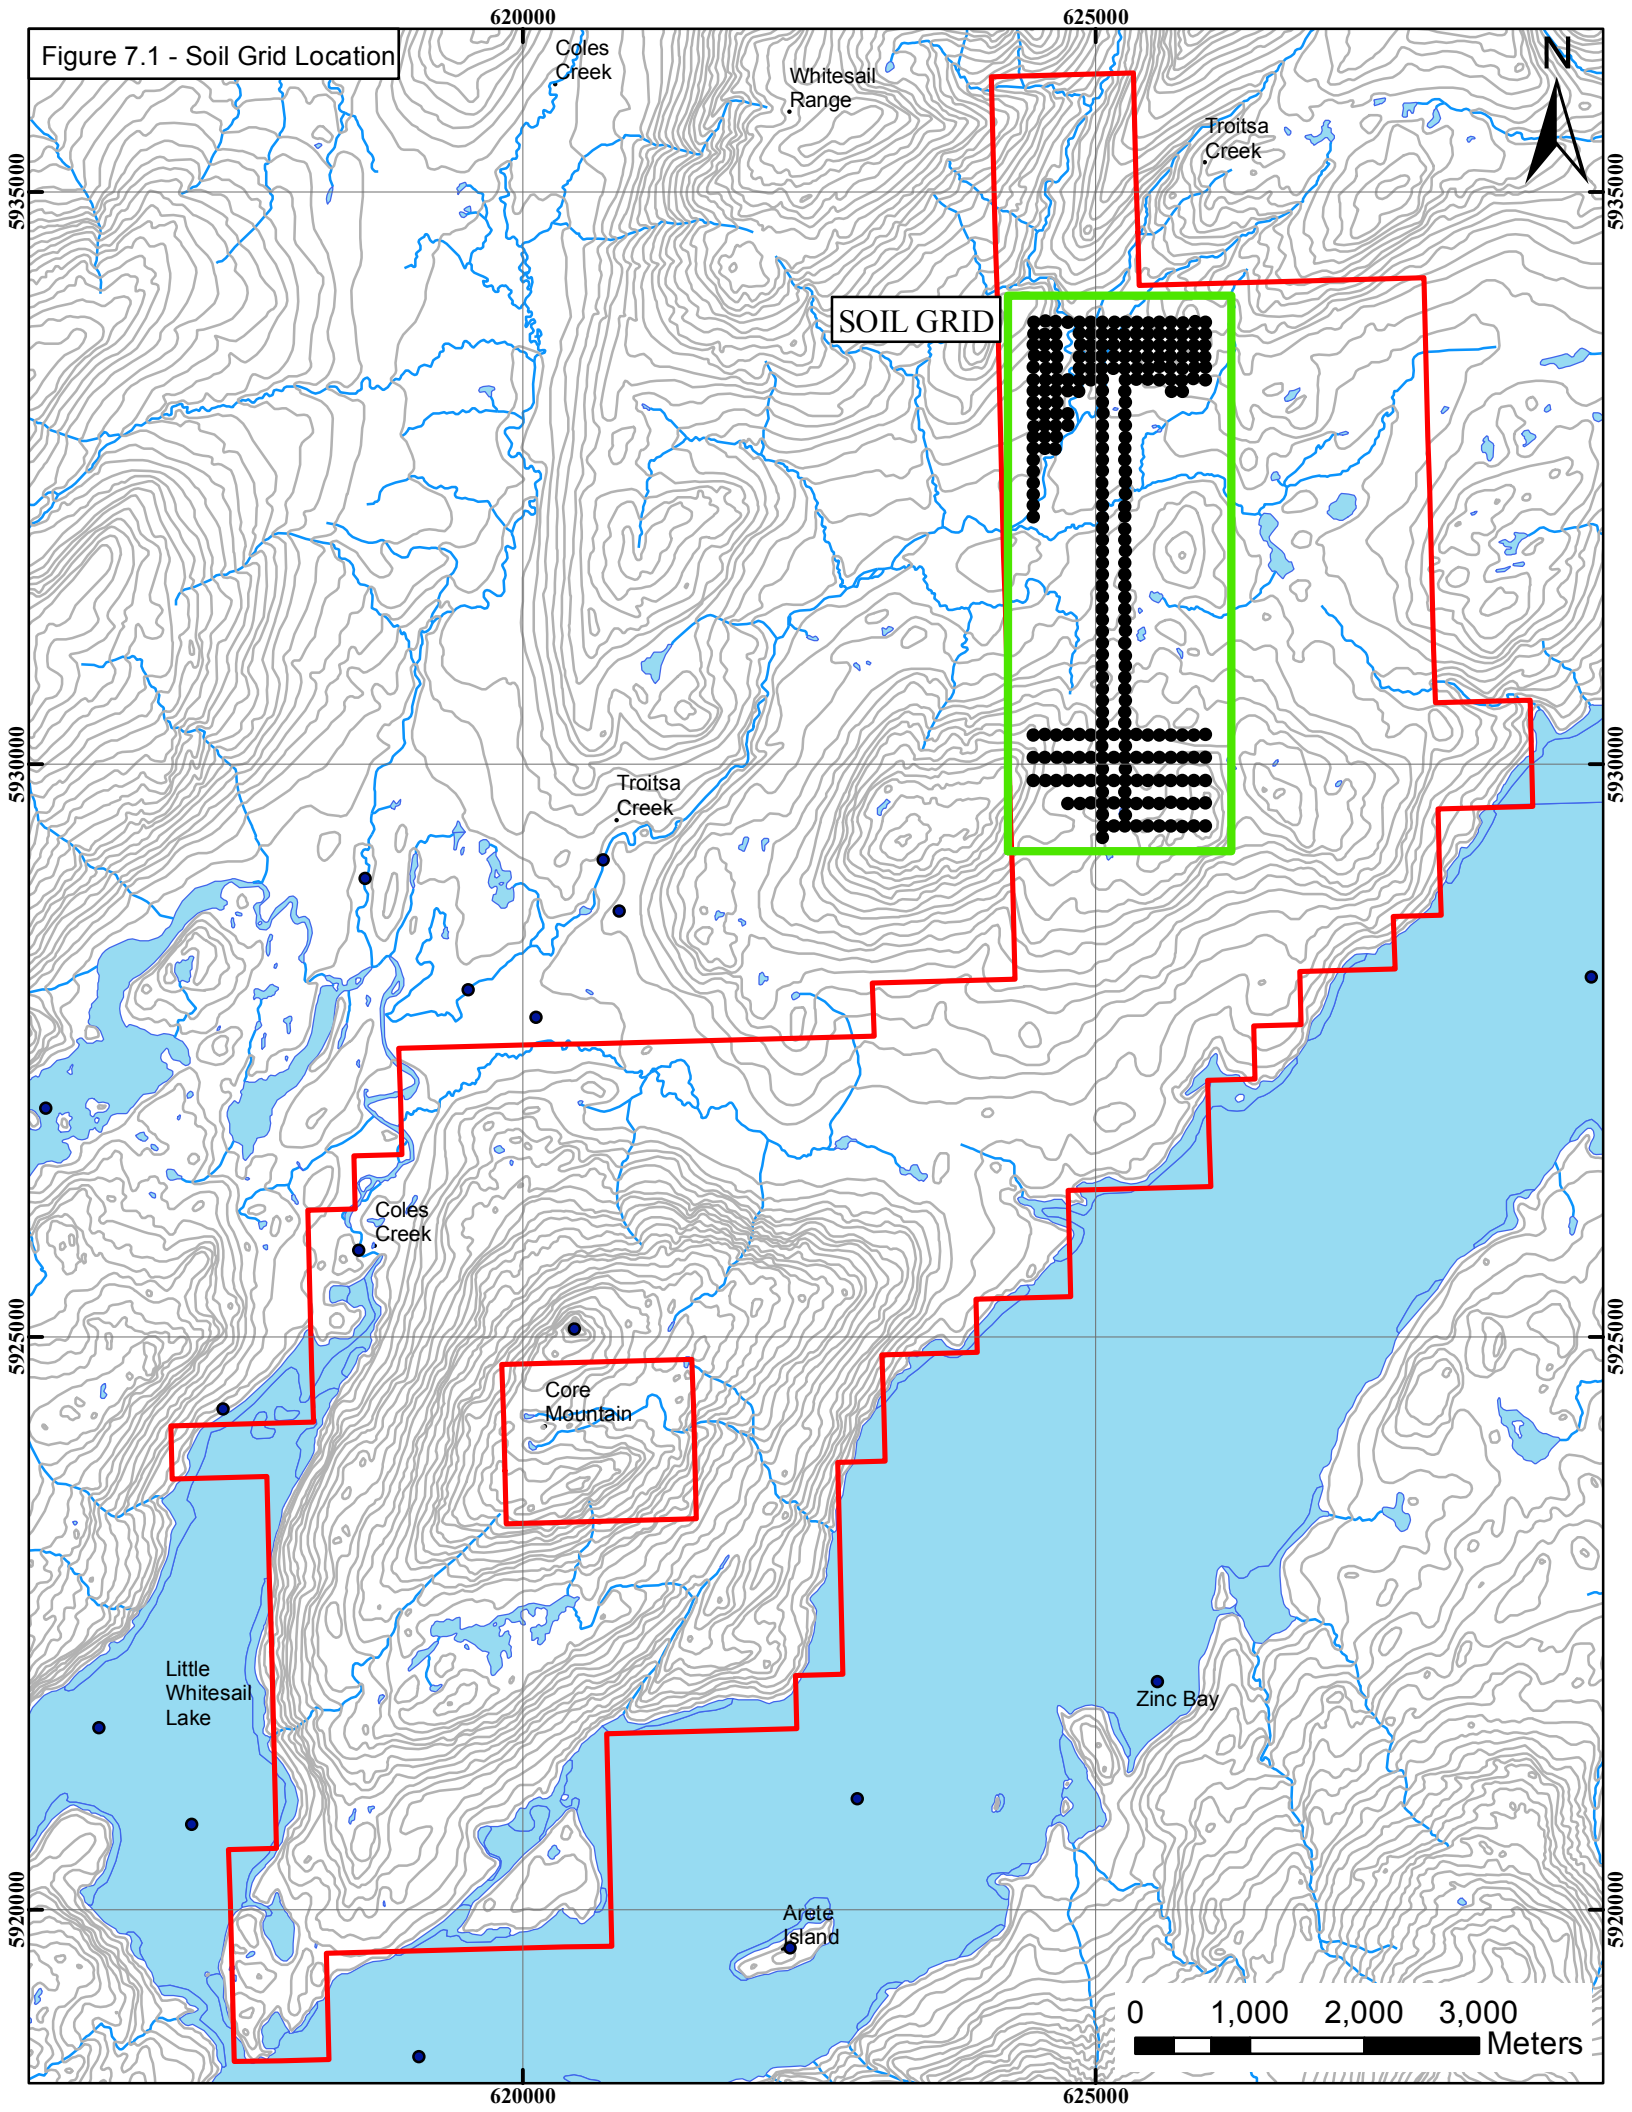 620000
625000
Figure 7.1 - Soil Grid Location
N
Coles
Creek
Whitesail
Range
Troitsa
Creek
5935000
5935000
SOIL GRID
5930000
5930000
Troitsa
Creek
Coles
Creek
5925000
5925000
Core
Mountain
Little
Whitesail
Lake
Zinc Bay
5920000
5920000
Arete
Island
0 1,000 2,000 3,000
Meters
620000
625000